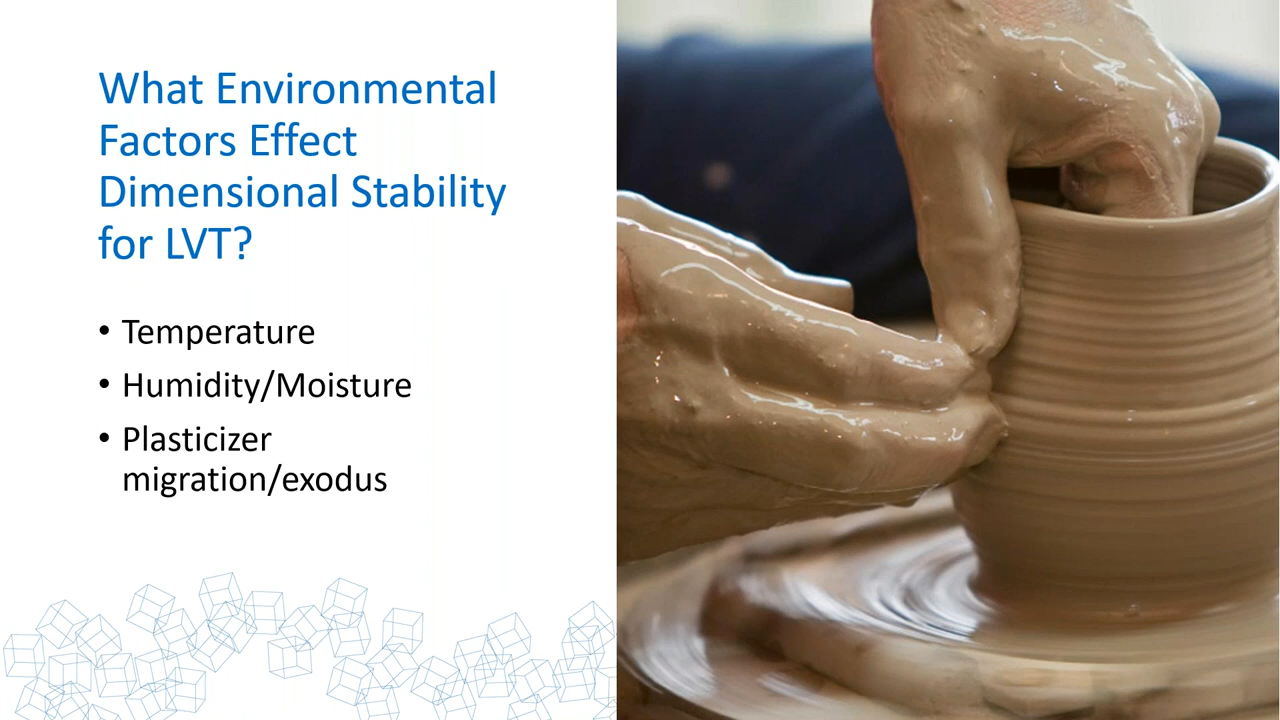 What Environmental
Factors Effect
Dimensional Stability
for LVT?
• Temperature
• Humidity/Moisture
• Plasticizer
migration/exodus